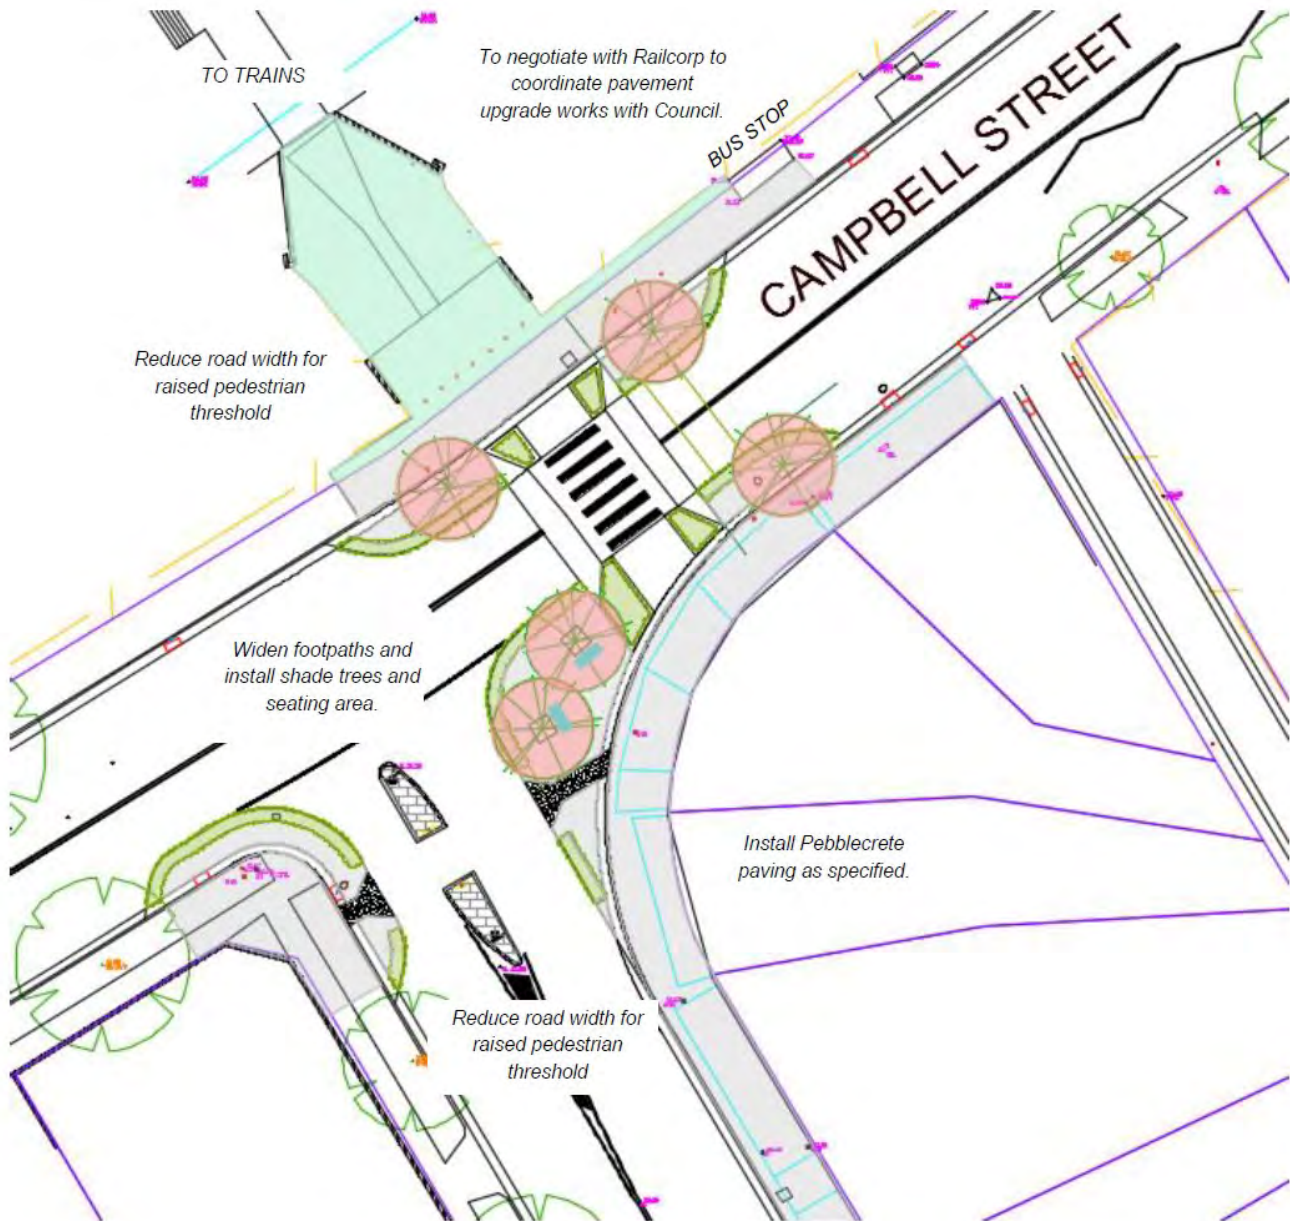 TO TRAINS
To negotiate with Railcorp to
coordinate pavement
upgrade works with Council.
BUS STOP
CAMPBELL STREET
Reduce road width for
raised pedestrian
threshold
Widen footpaths and
install shade trees and
seating area.
Install Pebblecrete
paving as specified.
Reduce road width for
raised pedestrian
threshold